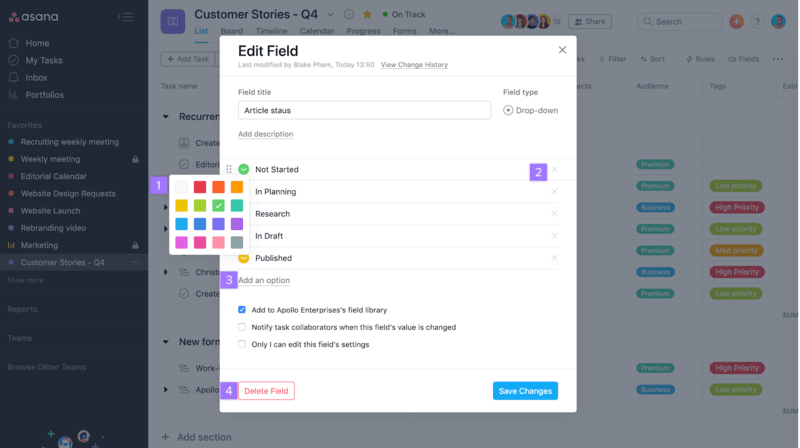 asana
Home
My Tasks
Inbox
Portfolios
Favorites
Recruiting weekly meeting
Weekly meeting
Editorial Calendar
Website Design Requests
Website Launch
Rebranding video
Marketing
Customer Stories - Q4
Show more
Reports
Teams
Browse Other Teams
Customer Stories - Q4
On Track
10
Share
Search
?
List
Board
Timeline
Calendar
Progress
Forms
More...
+ Add Task
Filter
Sort
Rules
Fields
Task name
Audience
Tags
Recurren
Create
Editori
Premium
Low priority
Business
High Priority
Premium
Med priority
Christ
Business
High Priority
Create
Premium
Low priority
SUM
New form
Work-
Premium
High Priority
Apollo
Business
Low priority
SUM
+ Add section
Edit Field
Last modified by Blake Pham, Today 13:50 View Change History
Field title
Field type
Article staus
Drop-down
Add description
1
2
Not Started
In Planning
Research
In Draft
Published
3
Add an option
Add to Apollo Enterprises's field library
Notify task collaborators when this field's value is changed
Only I can edit this field's settings
4
Delete Field
Save Changes